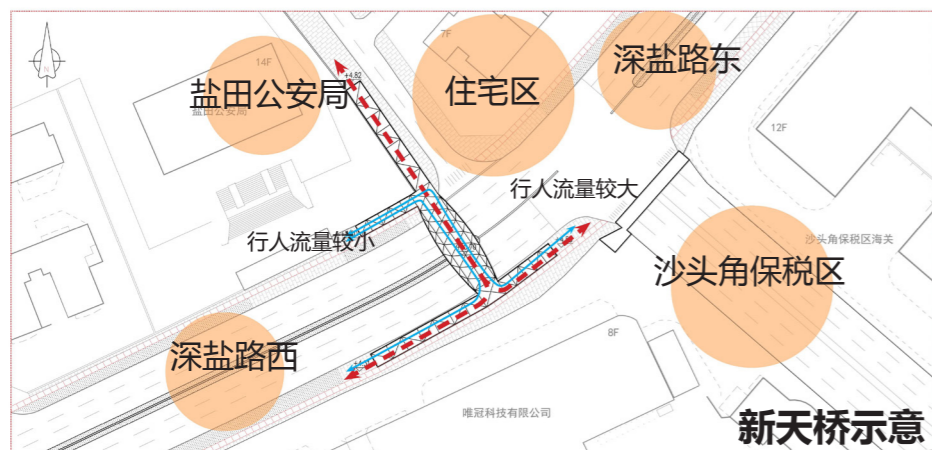 N
14F
+4.82
7F
盐田公安局
盐田公安局
住宅区
深盐路东
12F
行人流量较大
行人流量较小
沙头角保税区海关
沙头角保税区
8F
深盐路西
唯冠科技有限公司
新天桥示意